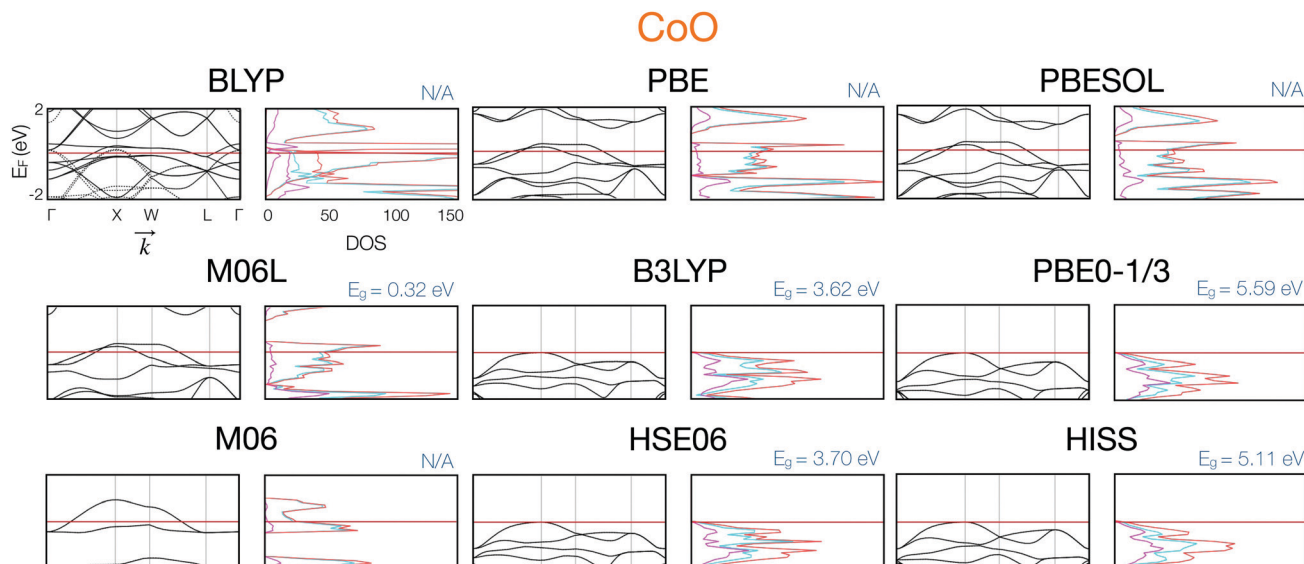 CoO
BLYP
N/A
PBE
N/A
PBESOL
N/A
2
E_F (eV)
-2
Γ X W L Γ
k
0 50 100 150
DOS
M06L
E_g = 0.32 eV
B3LYP
E_g = 3.62 eV
PBE0-1/3
E_g = 5.59 eV
M06
N/A
HSE06
E_g = 3.70 eV
HISS
E_g = 5.11 eV